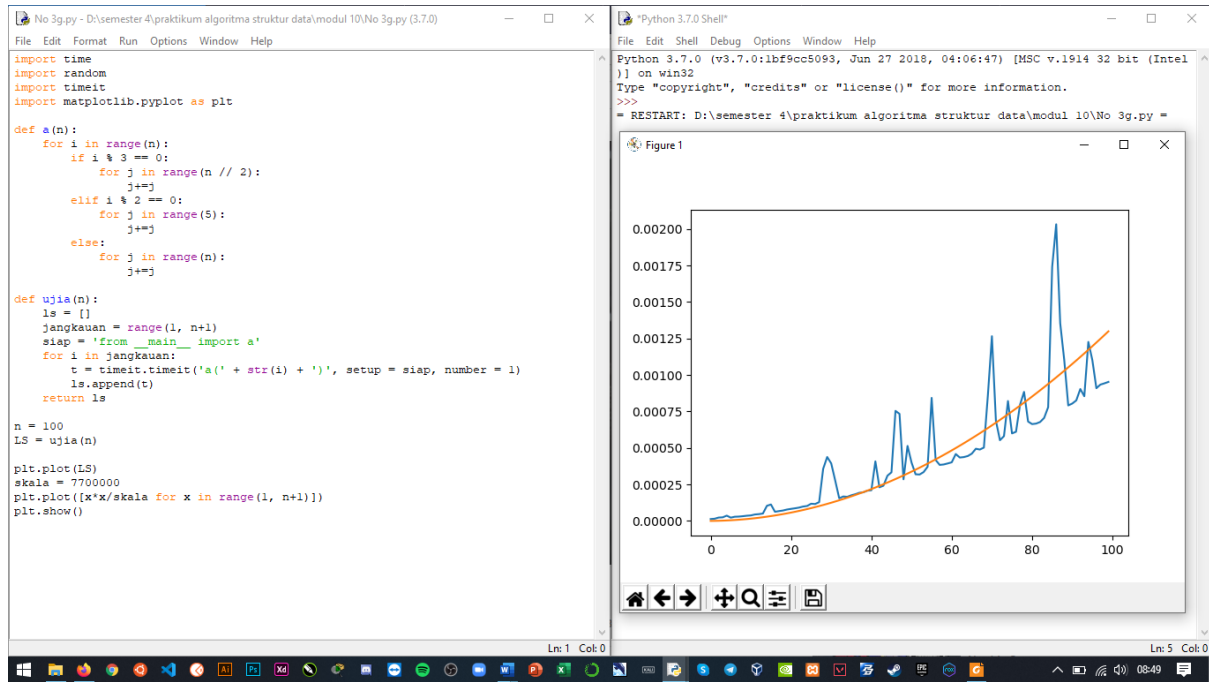 No 3g.py - D:\semester 4\praktikum algoritma struktur data\modul 10\No 3g.py (3.7.0)
File Edit Format Run Options Window Help
import time
import random
import timeit
import matplotlib.pyplot as plt
def a(n):
    for i in range(n):
        if i % 3 == 0:
            for j in range(n // 2):
                j+=j
        elif i % 2 == 0:
            for j in range(5):
                j+=j
        else:
            for j in range(n):
                j+=j
def ujia(n):
    ls = []
    jangkauan = range(1, n+1)
    siap = 'from __main__ import a'
    for i in jangkauan:
        t = timeit.timeit('a(' + str(i) + ')', setup = siap, number = 1)
        ls.append(t)
    return ls
n = 100
LS = ujia(n)
plt.plot(LS)
skala = 7700000
plt.plot([x*x/skala for x in range(1, n+1)])
plt.show()
Ln: 1 Col: 0
*Python 3.7.0 Shell*
File Edit Shell Debug Options Window Help
Python 3.7.0 (v3.7.0:1bf9cc5093, Jun 27 2018, 04:06:47) [MSC v.1914 32 bit (Intel
)] on win32
Type "copyright", "credits" or "license()" for more information.
>>>
= RESTART: D:\semester 4\praktikum algoritma struktur data\modul 10\No 3g.py =
Figure 1
0.00200
0.00175
0.00150
0.00125
0.00100
0.00075
0.00050
0.00025
0.00000
0 20 40 60 80 100
Ln: 5 Col: 0
08:49